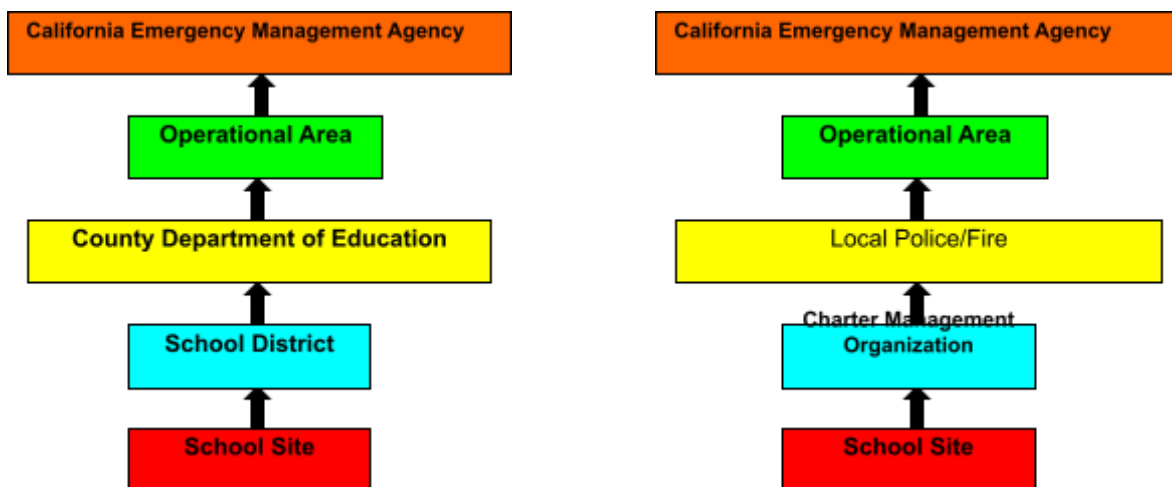 California Emergency Management Agency
Operational Area
County Department of Education
School District
School Site
California Emergency Management Agency
Operational Area
Local Police/Fire
Charter Management
Organization
School Site